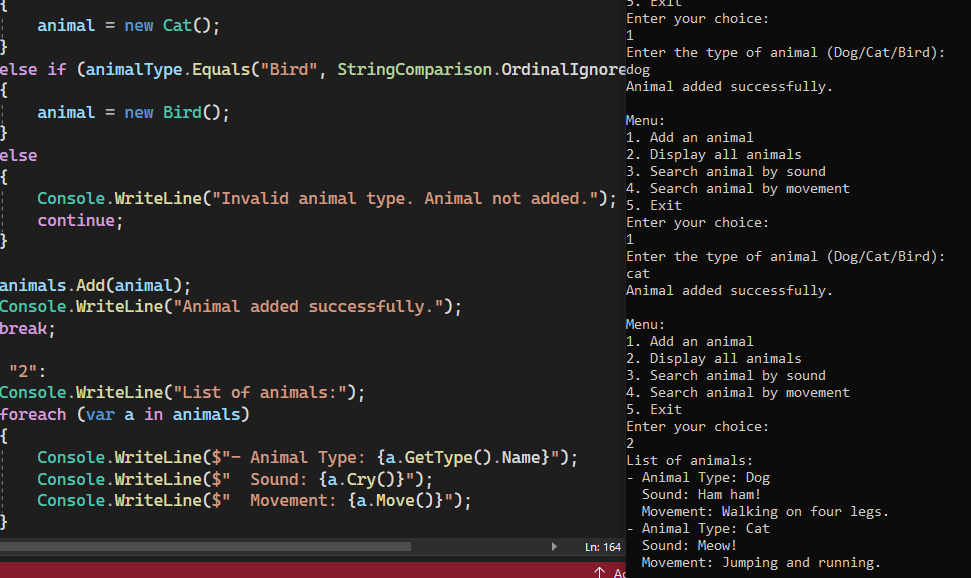 {
animal = new Cat();
}
else if (animalType.Equals("Bird", StringComparison.OrdinalIgnore
{
animal = new Bird();
}
else
{
Console.WriteLine("Invalid animal type. Animal not added.");
continue;
}
animals.Add(animal);
Console.WriteLine("Animal added successfully.");
break;
"2":
Console.WriteLine("List of animals:");
foreach (var a in animals)
{
Console.WriteLine($"- Animal Type: {a.GetType().Name}");
Console.WriteLine($"  Sound: {a.Cry()}");
Console.WriteLine($"  Movement: {a.Move()}");
}
Ln: 164
5. Exit
Enter your choice:
1
Enter the type of animal (Dog/Cat/Bird):
dog
Animal added successfully.
Menu:
1. Add an animal
2. Display all animals
3. Search animal by sound
4. Search animal by movement
5. Exit
Enter your choice:
1
Enter the type of animal (Dog/Cat/Bird):
cat
Animal added successfully.
Menu:
1. Add an animal
2. Display all animals
3. Search animal by sound
4. Search animal by movement
5. Exit
Enter your choice:
2
List of animals:
- Animal Type: Dog
  Sound: Ham ham!
  Movement: Walking on four legs.
- Animal Type: Cat
  Sound: Meow!
  Movement: Jumping and running.